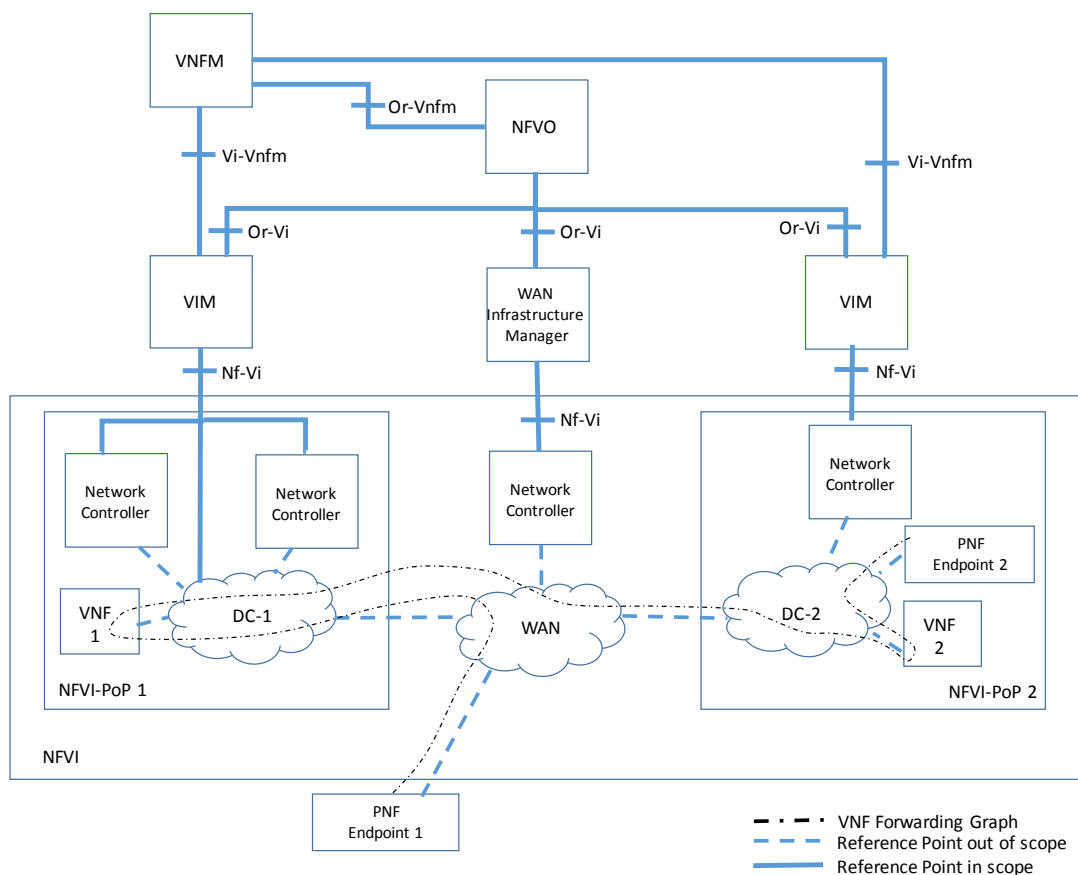 VNFM
Or-Vnfm
NFVO
Vi-Vnfm
Vi-Vnfm
Or-Vi
Or-Vi
Or-Vi
VIM
WAN
Infrastructure
Manager
VIM
Nf-Vi
Nf-Vi
Nf-Vi
Network
Controller
Network
Controller
Network
Controller
Network
Controller
PNF
Endpoint 2
VNF
1
DC-1
WAN
DC-2
VNF
2
NFVI-PoP 1
NFVI-PoP 2
NFVI
PNF
Endpoint 1
VNF Forwarding Graph
Reference Point out of scope
Reference Point in scope